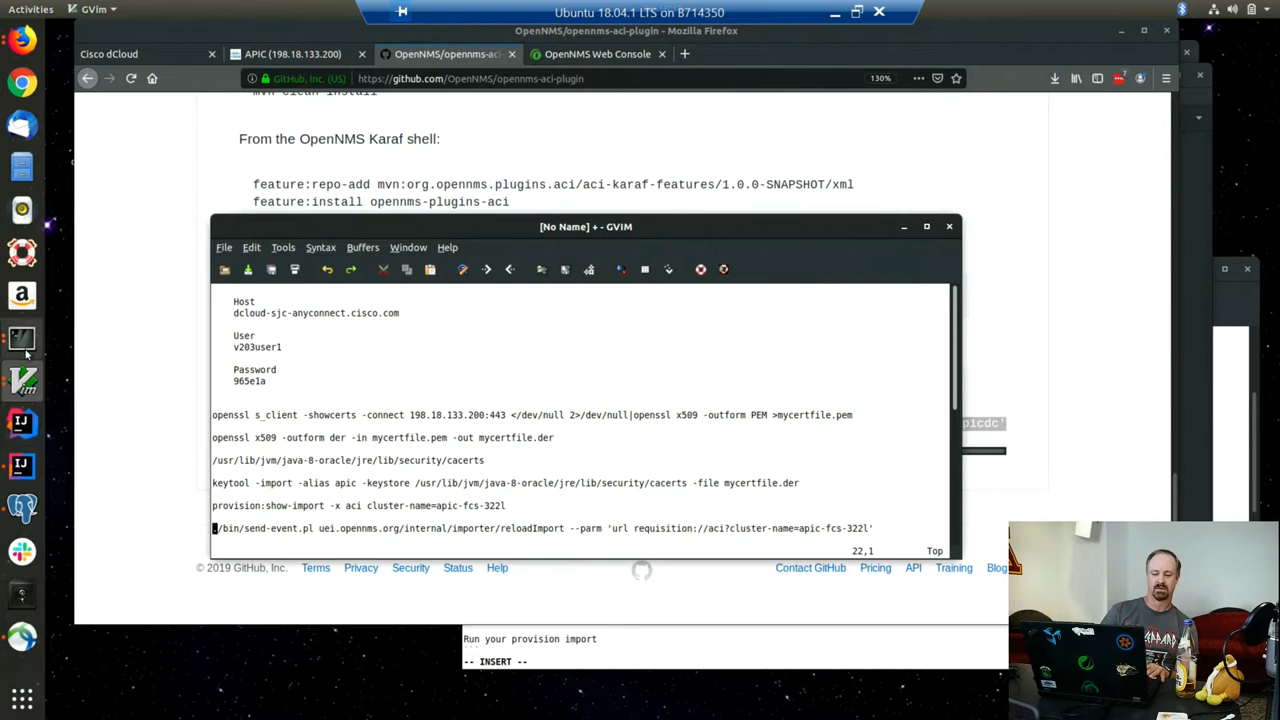 Activities
GVim
Ubuntu 18.04.1 LTS on B714350
OpenNMS/opennms-aci-plugin - Mozilla Firefox
Cisco dCloud
APIC (198.18.133.200)
OpenNMS/opennms-aci-
OpenNMS Web Console
GitHub, Inc. (US)
https://github.com/OpenNMS/opennms-aci-plugin
130%
mvn clean install
From the OpenNMS Karaf shell:
feature:repo-add mvn:org.opennms.plugins.aci/aci-karaf-features/1.0.0-SNAPSHOT/xml
feature:install opennms-plugins-aci
[No Name] + - GVIM
File Edit Tools Syntax Buffers Window Help
Host
dcloud-sjc-anyconnect.cisco.com
User
v203user1
Password
965e1a
openssl s_client -showcerts -connect 198.18.133.200:443 </dev/null 2>/dev/null|openssl x509 -outform PEM >mycertfile.pem
picdc'
openssl x509 -outform der -in mycertfile.pem -out mycertfile.der
/usr/lib/jvm/java-8-oracle/jre/lib/security/cacerts
keytool -import -alias apic -keystore /usr/lib/jvm/java-8-oracle/jre/lib/security/cacerts -file mycertfile.der
provision:show-import -x aci cluster-name=apic-fcs-322l
./bin/send-event.pl uei.opennms.org/internal/importer/reloadImport --parm 'url requisition://aci?cluster-name=apic-fcs-322l'
22,1 Top
© 2019 GitHub, Inc. Terms Privacy Security Status Help
Contact GitHub Pricing API Training Blog
Run your provision import
-- INSERT --